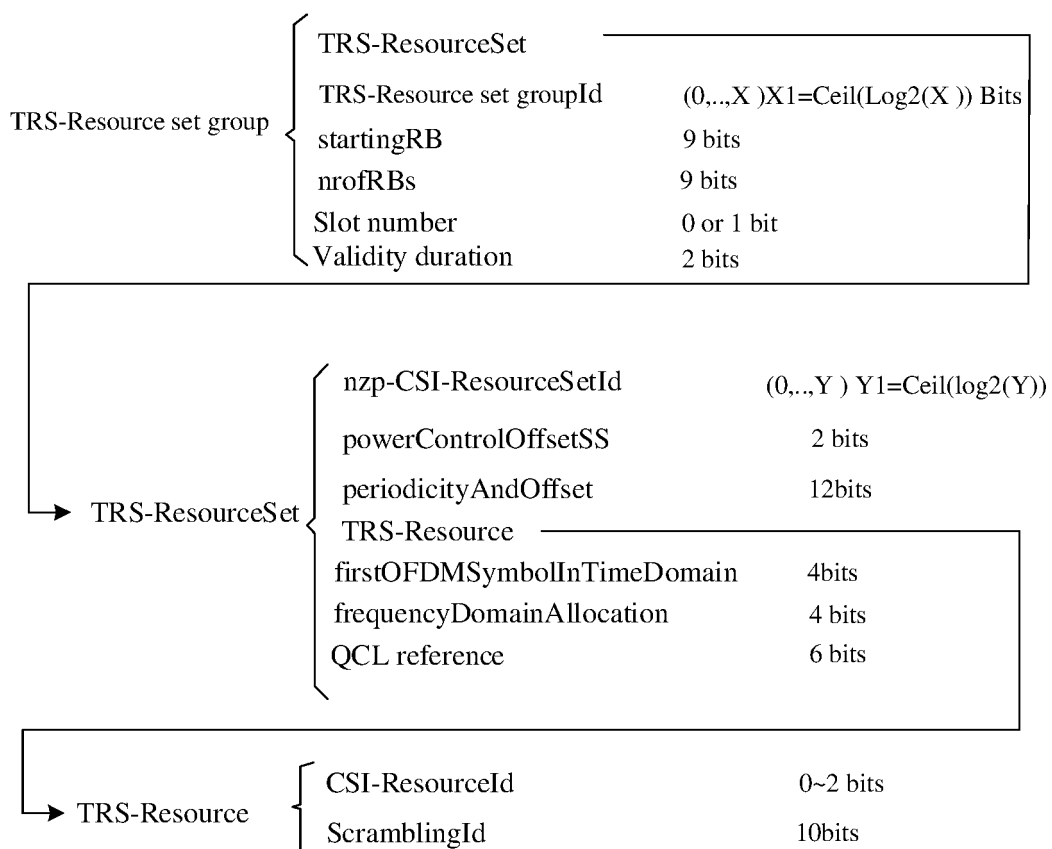 TRS-ResourceSet
TRS-Resource set groupId (0,..,X )X1=Ceil(Log2(X )) Bits
TRS-Resource set group
startingRB 9 bits
nrofRBs 9 bits
Slot number 0 or 1 bit
Validity duration 2 bits
nzp-CSI-ResourceSetId (0,..,Y ) Y1=Ceil(log2(Y))
powerControlOffsetSS 2 bits
periodicityAndOffset 12bits
TRS-ResourceSet
TRS-Resource
firstOFDMSymbolInTimeDomain 4bits
frequencyDomainAllocation 4 bits
QCL reference 6 bits
CSI-ResourceId 0~2 bits
TRS-Resource
ScramblingId 10bits